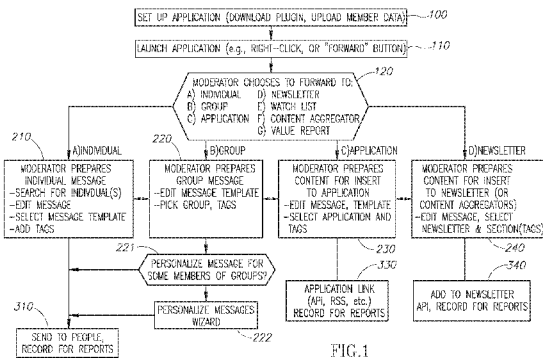 SET UP APPLICATION (DOWNLOAD PLUGIN, UPLOAD MEMBER DATA)
100
LAUNCH APPLICATION (e.g., RIGHT-CLICK, OR "FORWARD" BUTTON)
110
MODERATOR CHOOSES TO FORWARD TO:
120
A) INDIVIDUAL D) NEWSLETTER
B) GROUP E) WATCH LIST
C) APPLICATION F) CONTENT AGGREGATOR
G) VALUE REPORT
210
A)INDIVIDUAL
MODERATOR PREPARES
INDIVIDUAL MESSAGE
-SEARCH FOR INDIVDUAL(S)
-EDIT MESSAGE
-SELECT MESSAGE TEMPLATE
-ADD TAGS
220
B)GROUP
MODERATOR PREPARES
GROUP MESSAGE
-EDIT MESSAGE TEMPLATE
-PICK GROUP, TAGS
C)APPLICATION
MODERATOR PREPARES
CONTENT FOR INSERT
TO APPLICATION
-EDIT MESSAGE, TEMPLATE
-SELECT APPLICATION AND
TAGS
230
D)NEWSLETTER
MODERATOR PREPARES
CONTENT FOR INSERT
TO NEWSLETTER (OR
CONTENT AGGREGATORS)
-EDIT MESSAGE, SELECT
NEWSLETTER & SECTION(TAGS)
240
221
PERSONALIZE MESSAGE FOR
SOME MEMBERS OF GROUPS?
330
APPLICATION LINK
(API, RSS, etc.)
RECORD FOR REPORTS
340
ADD TO NEWSLETTER
API, RECORD FOR REPORTS
310
SEND TO PEOPLE,
RECORD FOR REPORTS
PERSONALIZE MESSAGES
WIZARD
222
FIG.1